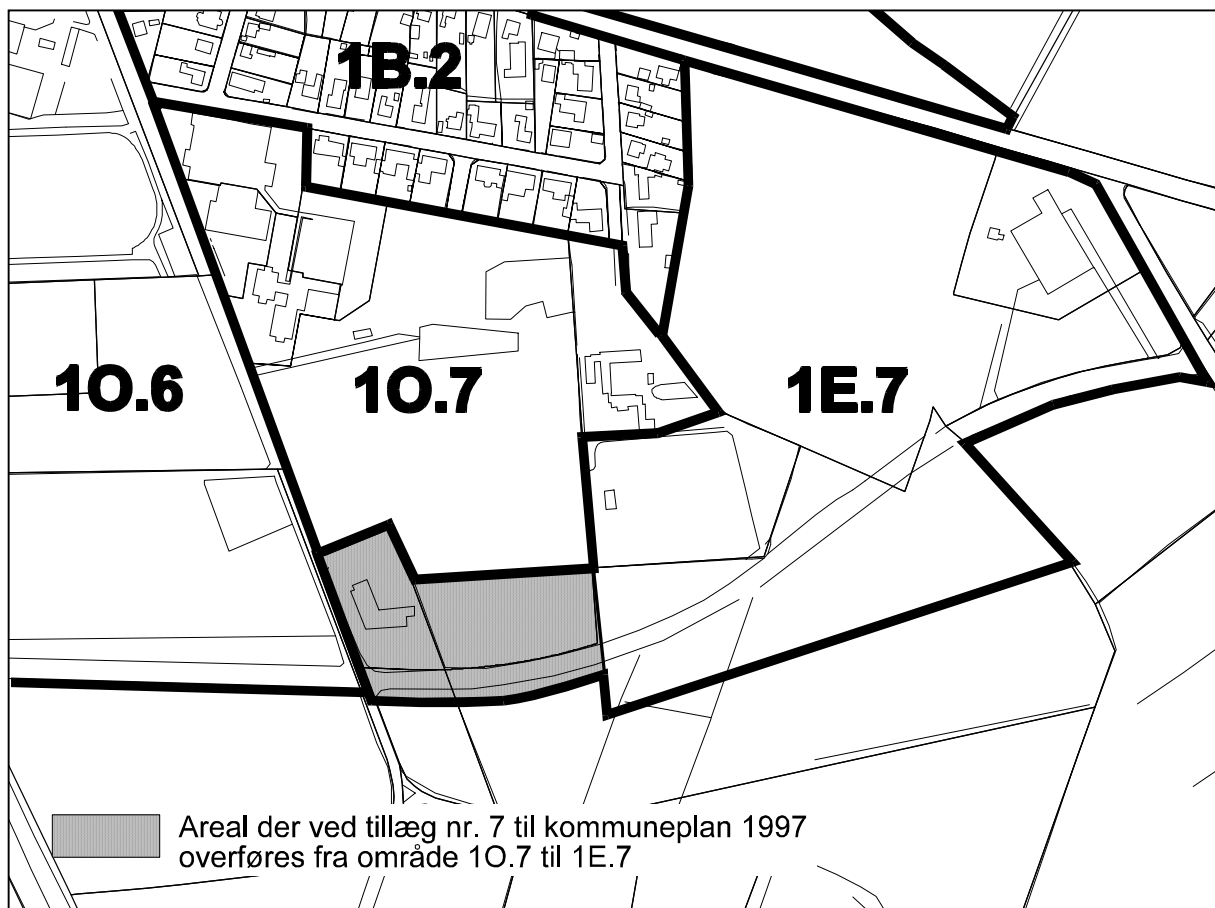 1B.2
1O.6
1O.7
1E.7
Areal der ved tillæg nr. 7 til kommuneplan 1997
overføres fra område 1O.7 til 1E.7